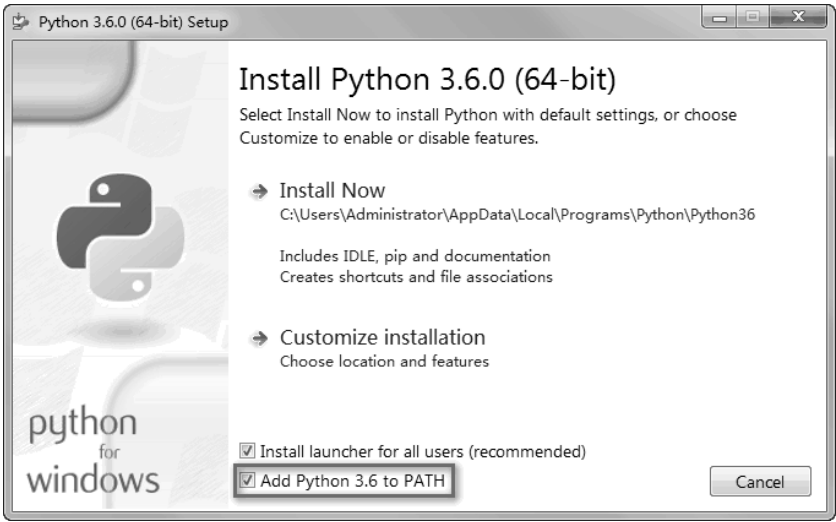 Python 3.6.0 (64-bit) Setup
Install Python 3.6.0 (64-bit)
Select Install Now to install Python with default settings, or choose
Customize to enable or disable features.
Install Now
C:\Users\Administrator\AppData\Local\Programs\Python\Python36
Includes IDLE, pip and documentation
Creates shortcuts and file associations
Customize installation
Choose location and features
python
for
windows
Install launcher for all users (recommended)
Add Python 3.6 to PATH
Cancel